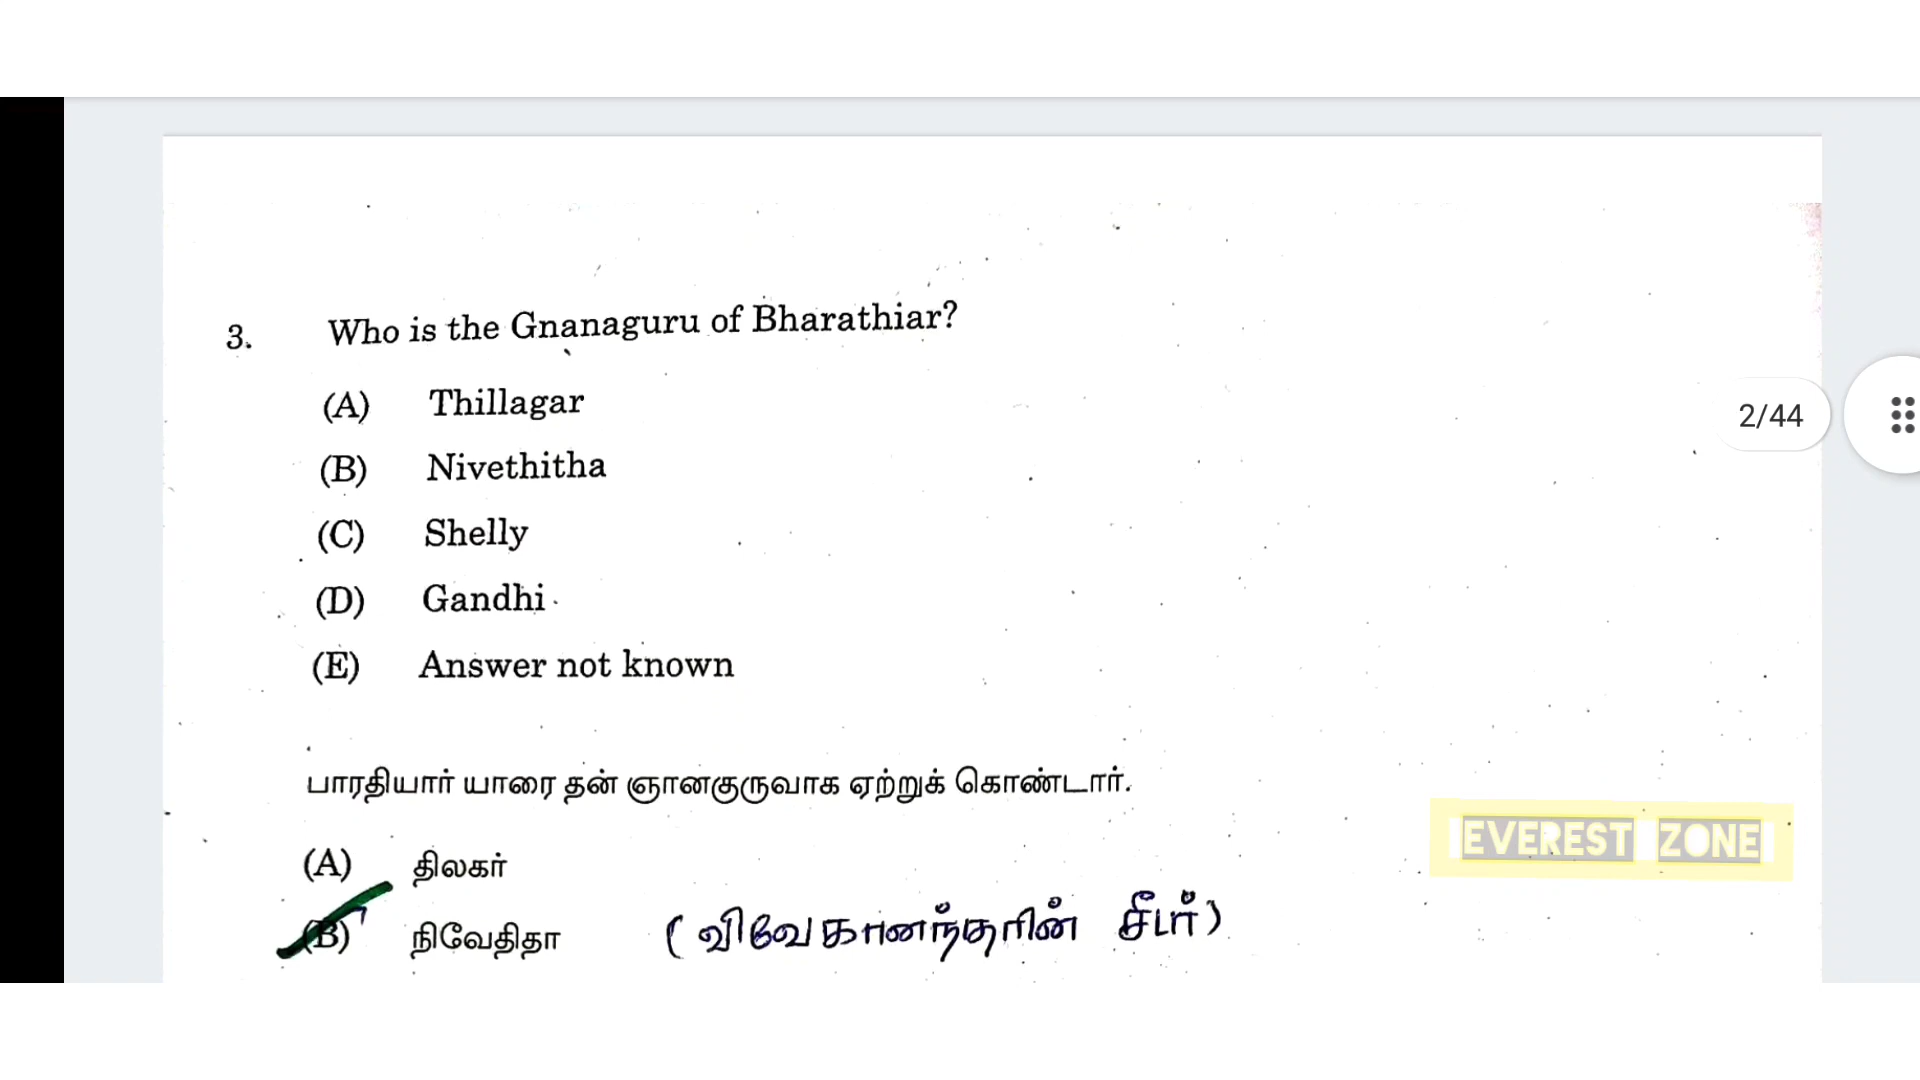 3. Who is the Gnanaguru of Bharathiar?
(A) Thillagar
(B) Nivethitha
(C) Shelly
(D) Gandhi
(E) Answer not known
2/44
பாரதியார் யாரை தன் ஞானகுருவாக ஏற்றுக் கொண்டார்.
(A) திலகர்
(B) நிவேதிதா (விவேகானந்தரின் சீடர்)
EVEREST ZONE